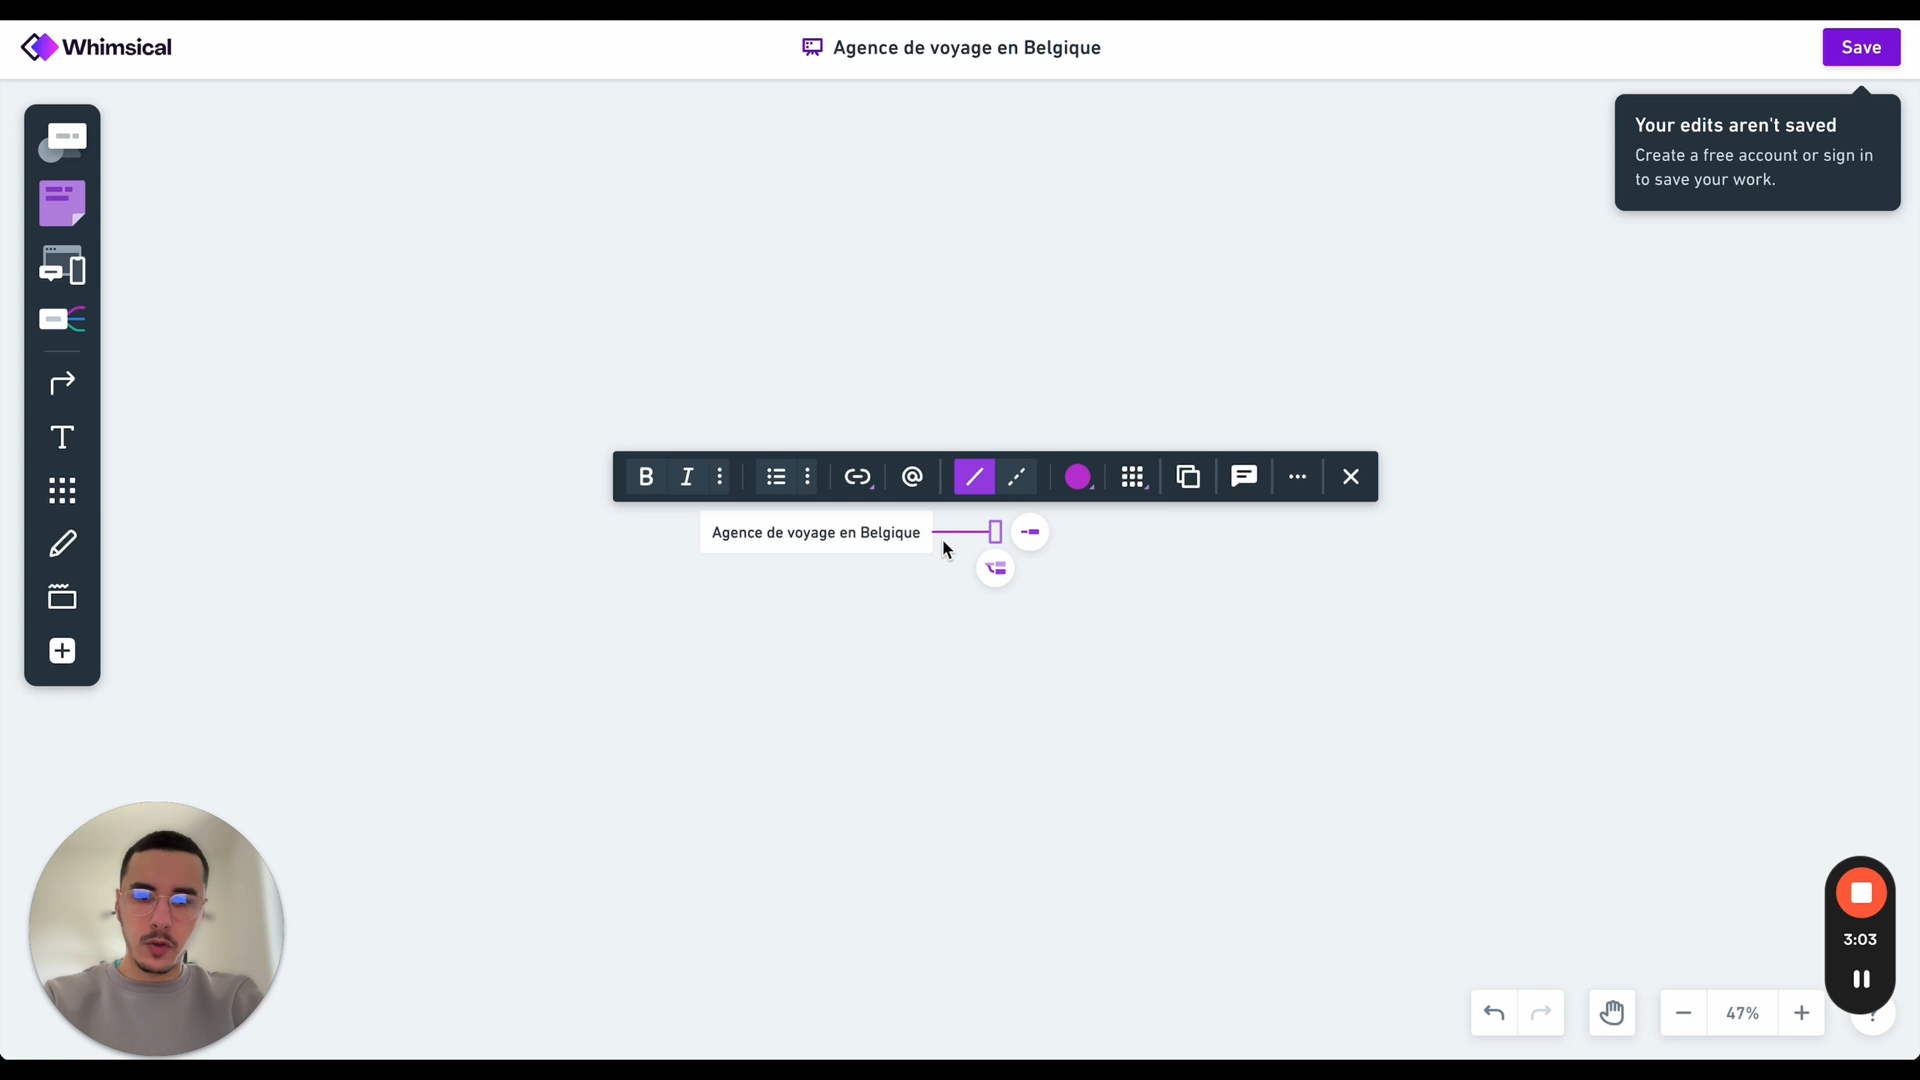 Whimsical
Agence de voyage en Belgique
Save
Your edits aren't saved
Create a free account or sign in
to save your work.
B I @
Agence de voyage en Belgique
T
3:03
47%
?